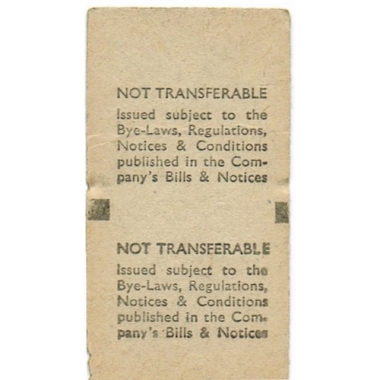 NOT TRANSFERABLE
Issued subject to the
Bye-Laws, Regulations,
Notices & Conditions
published in the Com-
pany's Bills & Notices
NOT TRANSFERABLE
Issued subject to the
Bye-Laws, Regulations,
Notices & Conditions
published in the Com-
pany's Bills & Notices